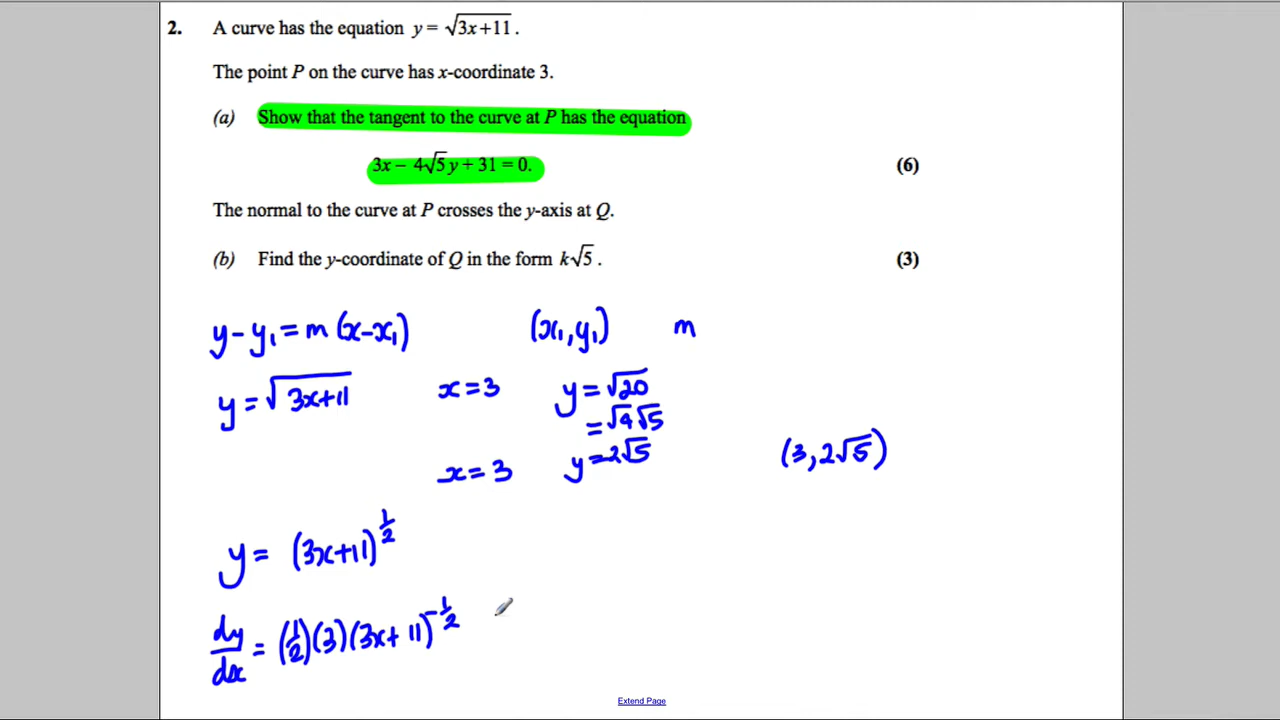 2. A curve has the equation y = √3x+11.
The point P on the curve has x-coordinate 3.
(a) Show that the tangent to the curve at P has the equation
3x − 4√5 y + 31 = 0. (6)
The normal to the curve at P crosses the y-axis at Q.
(b) Find the y-coordinate of Q in the form k√5. (3)
y − y₁ = m(x − x₁) (x₁, y₁) m
y = √3x+11 x = 3 y = √20
= √4√5
x = 3 y = 2√5 (3, 2√5)
y = (3x+11)^½
dy/dx = (½)(3)(3x+11)^−½
Extend Page